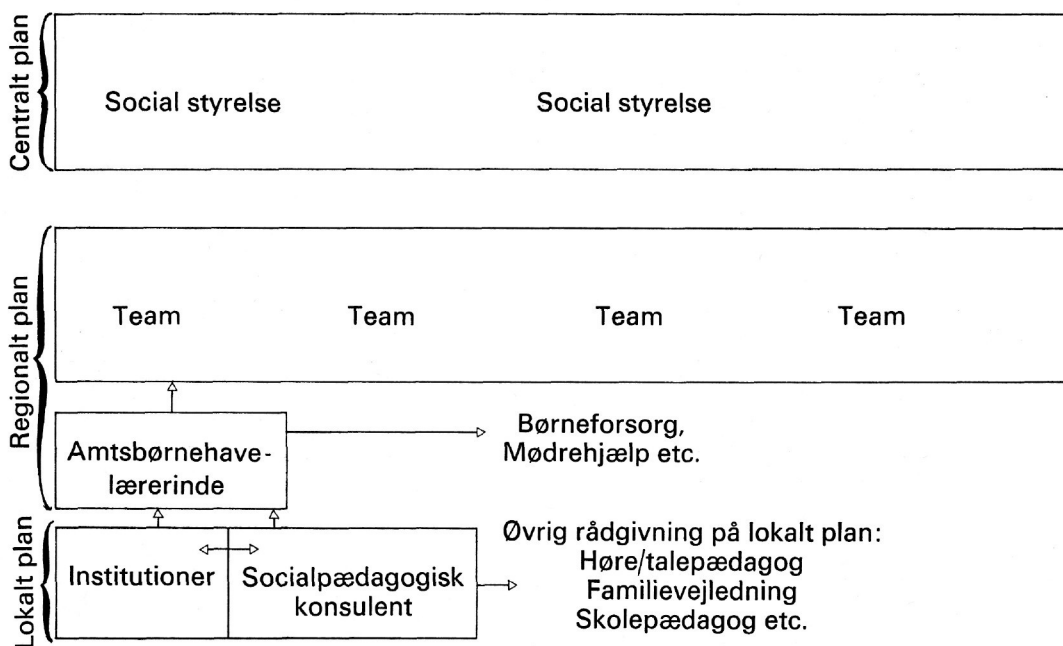 Centralt plan
Social styrelse
Social styrelse
Regionalt plan
Team
Team
Team
Team
Amtsbørnehave-
lærerinde
Børneforsorg,
Mødrehjælp etc.
Lokalt plan
Institutioner
Socialpædagogisk
konsulent
Øvrig rådgivning på lokalt plan:
Høre/talepædagog
Familievejledning
Skolepædagog etc.